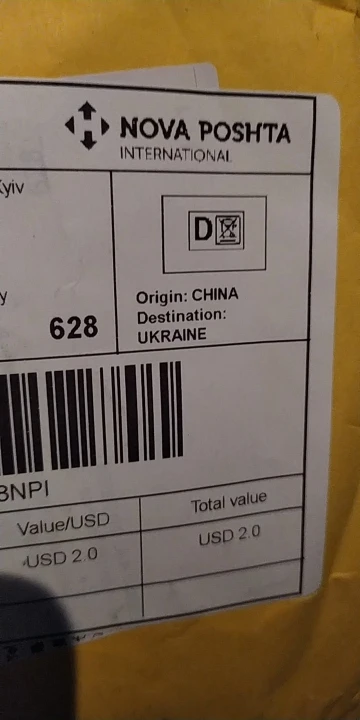 NOVA POSHTA
INTERNATIONAL
Kyiv
D
y
628
Origin: CHINA
Destination:
UKRAINE
3NPI
Value/USD
Total value
USD 2.0
USD 2.0